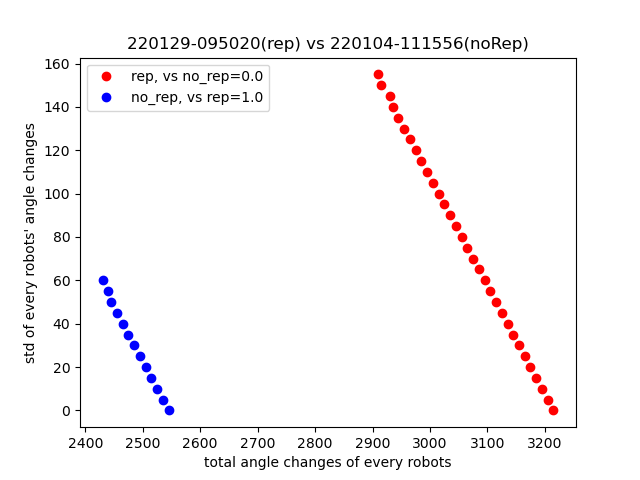 220129-095020(rep) vs 220104-111556(noRep)
rep, vs no_rep=0.0
no_rep, vs rep=1.0
std of every robots' angle changes
160
140
120
100
80
60
40
20
0
2400 2500 2600 2700 2800 2900 3000 3100 3200
total angle changes of every robots